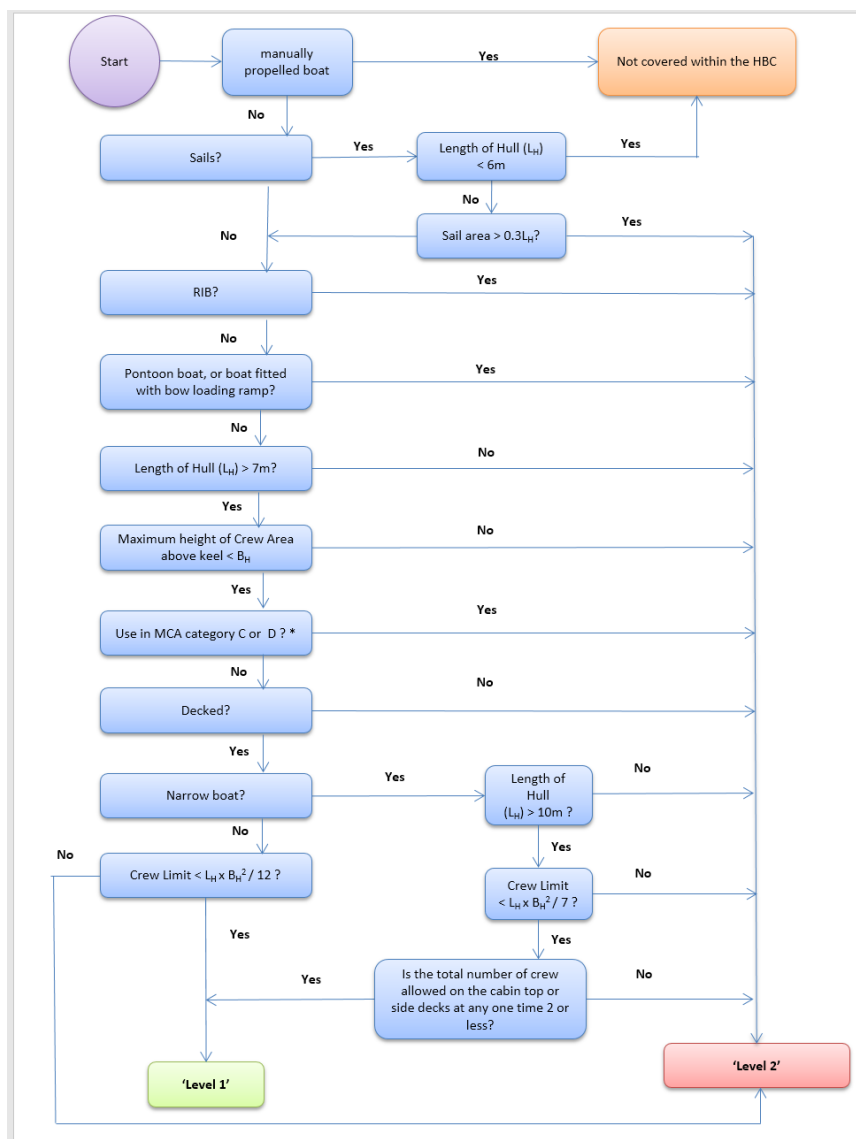 Start
manually
propelled boat
Yes
Not covered within the HBC
No
Sails?
Yes
Length of Hull (LH)
< 6m
Yes
No
No
Sail area > 0.3LH?
Yes
RIB?
Yes
No
Pontoon boat, or boat fitted
with bow loading ramp?
Yes
No
Length of Hull (LH) > 7m?
No
Yes
Maximum height of Crew Area
above keel < BH
No
Yes
Use in MCA category C or D ? *
Yes
No
Decked?
No
Yes
Narrow boat?
Yes
Length of
Hull
(LH) > 10m ?
No
No
Yes
No
Crew Limit < LH x BH² / 12 ?
Crew Limit
< LH x BH² / 7 ?
No
Yes
Yes
Yes
Is the total number of crew
allowed on the cabin top or
side decks at any one time 2 or
less?
No
‘Level 1’
‘Level 2’